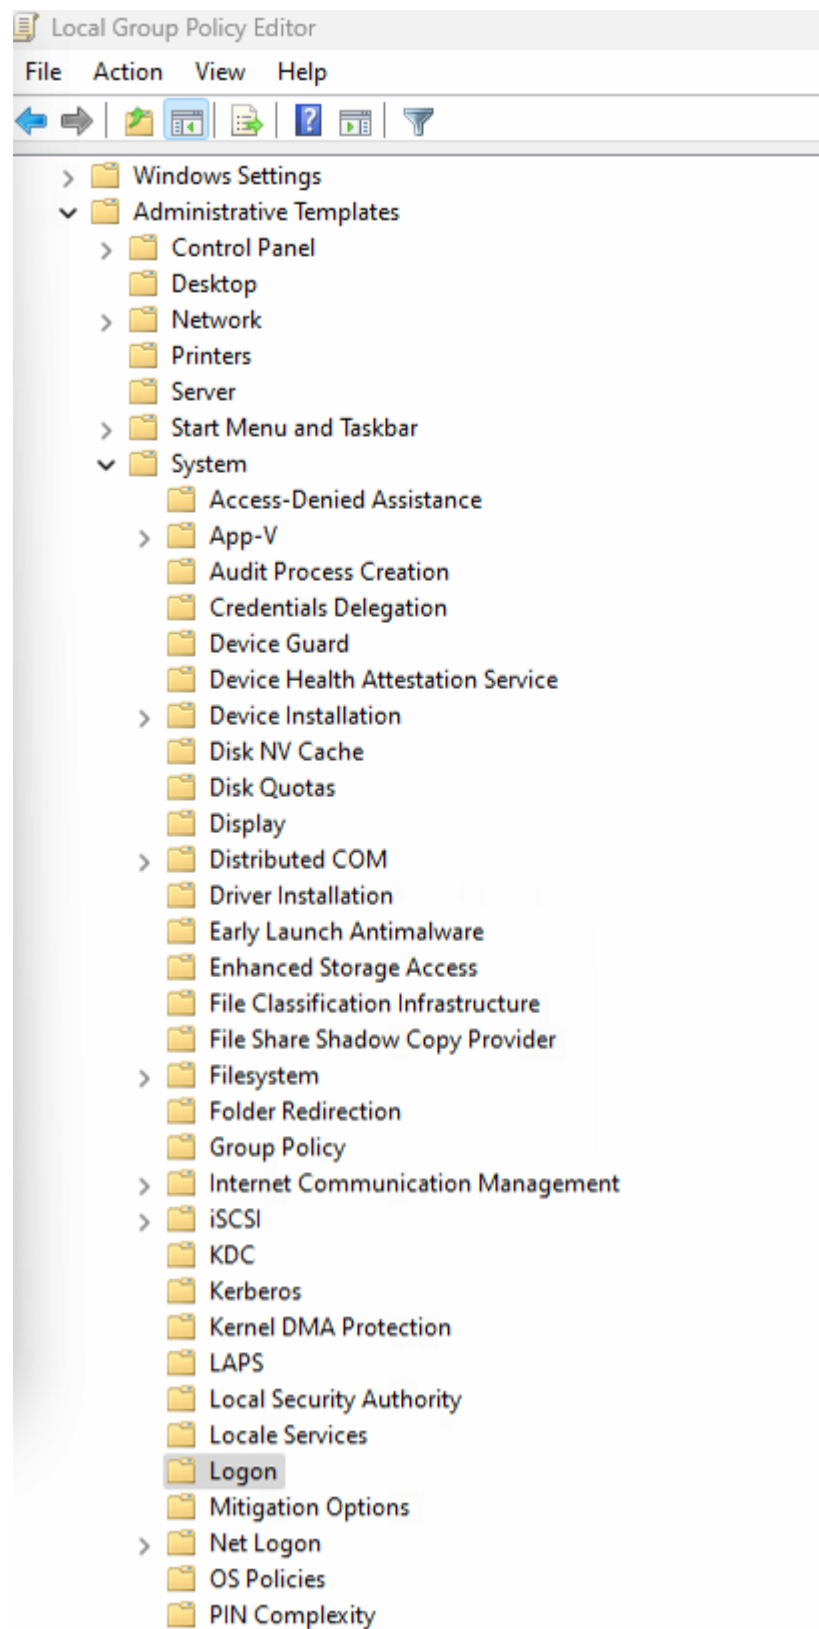 Local Group Policy Editor
File Action View Help
Windows Settings
Administrative Templates
Control Panel
Desktop
Network
Printers
Server
Start Menu and Taskbar
System
Access-Denied Assistance
App-V
Audit Process Creation
Credentials Delegation
Device Guard
Device Health Attestation Service
Device Installation
Disk NV Cache
Disk Quotas
Display
Distributed COM
Driver Installation
Early Launch Antimalware
Enhanced Storage Access
File Classification Infrastructure
File Share Shadow Copy Provider
Filesystem
Folder Redirection
Group Policy
Internet Communication Management
iSCSI
KDC
Kerberos
Kernel DMA Protection
LAPS
Local Security Authority
Locale Services
Logon
Mitigation Options
Net Logon
OS Policies
PIN Complexity